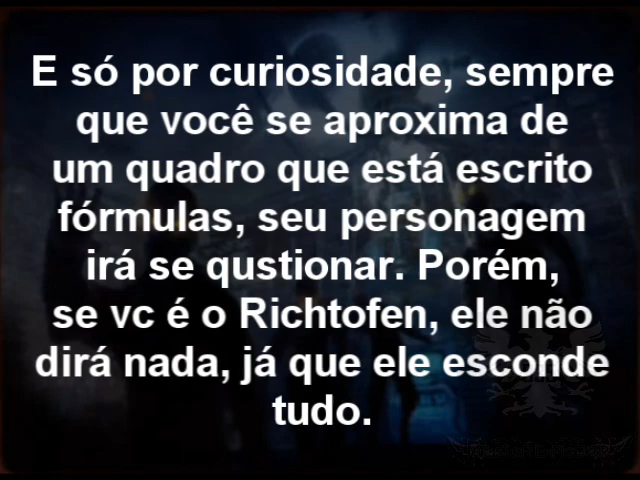 E só por curiosidade, sempre
que você se aproxima de
um quadro que está escrito
fórmulas, seu personagem
irá se qustionar. Porém,
se vc é o Richtofen, ele não
dirá nada, já que ele esconde
tudo.